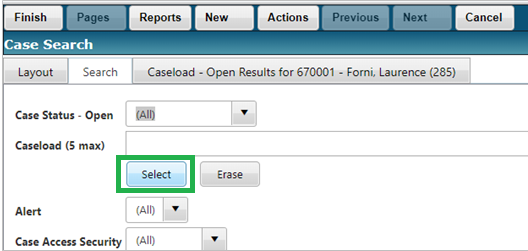 Finish Pages Reports New Actions Previous Next Cancel
Case Search
Layout Search Caseload - Open Results for 670001 - Forni, Laurence (285)
Case Status - Open (All)
Caseload (5 max)
Select Erase
Alert (All)
Case Access Security (All)